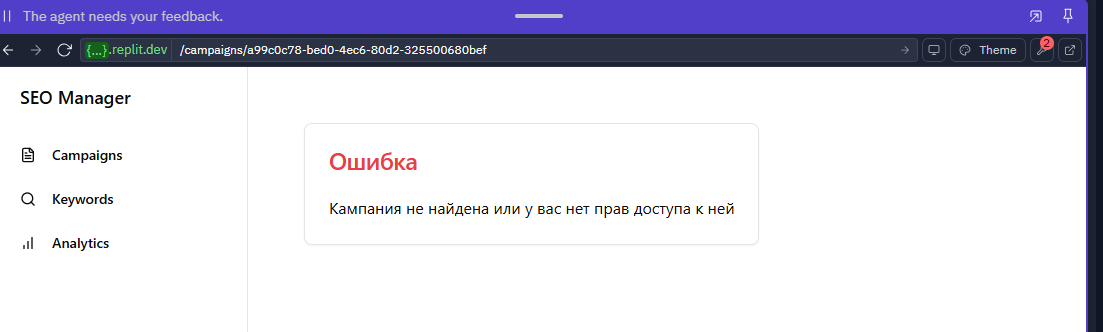 The agent needs your feedback.
{...}.replit.dev /campaigns/a99c0c78-bed0-4ec6-80d2-325500680bef
Theme
2
SEO Manager
Campaigns
Keywords
Analytics
Ошибка
Кампания не найдена или у вас нет прав доступа к ней